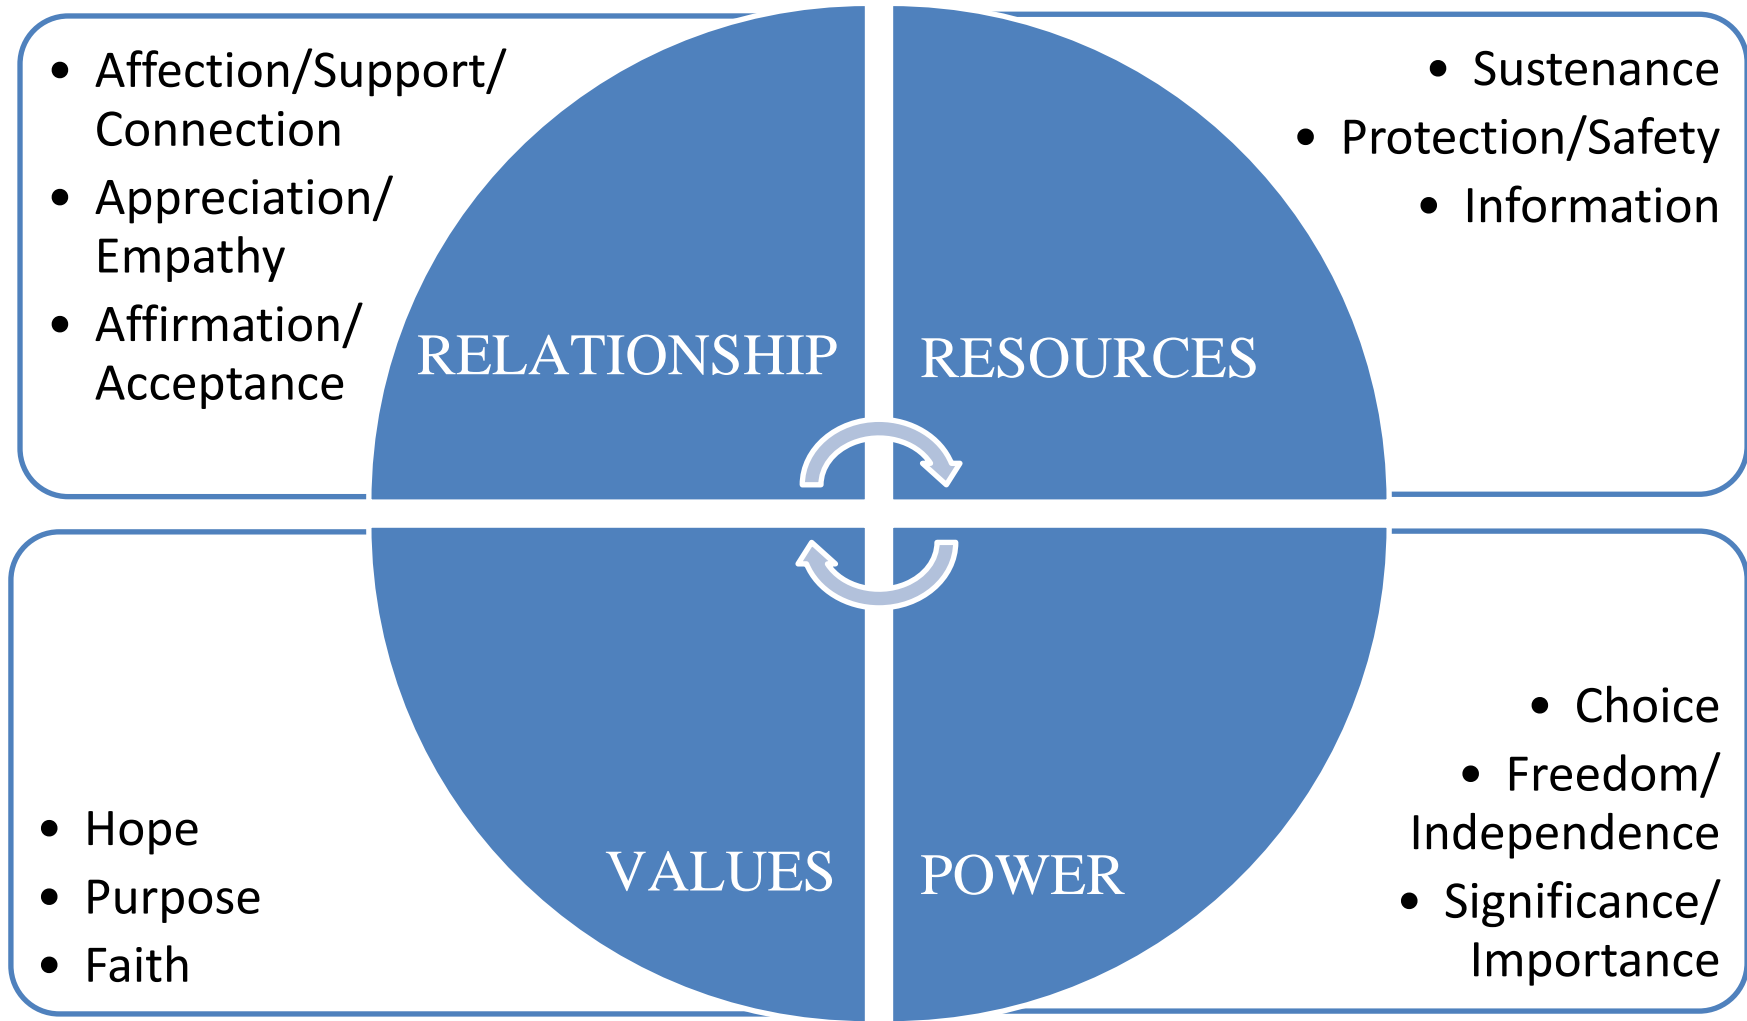 • Affection/Support/
Connection
• Appreciation/
Empathy
• Affirmation/
Acceptance
RELATIONSHIP
• Sustenance
• Protection/Safety
• Information
RESOURCES
• Hope
• Purpose
• Faith
VALUES
• Choice
• Freedom/
Independence
• Significance/
Importance
POWER